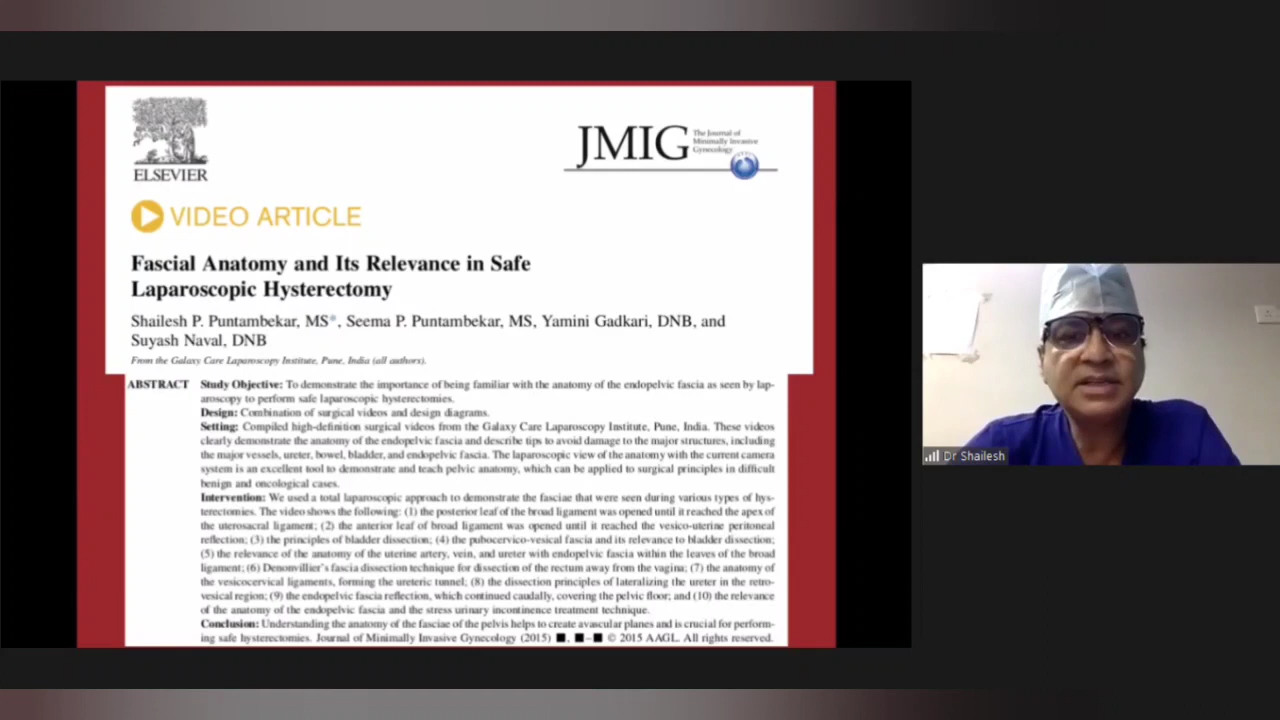 ELSEVIER
JMIG
The Journal of
Minimally Invasive
Gynecology
VIDEO ARTICLE
Fascial Anatomy and Its Relevance in Safe
Laparoscopic Hysterectomy
Shailesh P. Puntambekar, MS*, Seema P. Puntambekar, MS, Yamini Gadkari, DNB, and
Suyash Naval, DNB
From the Galaxy Care Laparoscopy Institute, Pune, India (all authors).
ABSTRACT Study Objective: To demonstrate the importance of being familiar with the anatomy of the endopelvic fascia as seen by lap-
aroscopy to perform safe laparoscopic hysterectomies.
Design: Combination of surgical videos and design diagrams.
Setting: Compiled high-definition surgical videos from the Galaxy Care Laparoscopy Institute, Pune, India. These videos
clearly demonstrate the anatomy of the endopelvic fascia and describe tips to avoid damage to the major structures, including
the major vessels, ureter, bowel, bladder, and endopelvic fascia. The laparoscopic view of the anatomy with the current camera
system is an excellent tool to demonstrate and teach pelvic anatomy, which can be applied to surgical principles in difficult
benign and oncological cases.
Intervention: We used a total laparoscopic approach to demonstrate the fasciae that were seen during various types of hys-
terectomies. The video shows the following: (1) the posterior leaf of the broad ligament was opened until it reached the apex of
the uterosacral ligament; (2) the anterior leaf of broad ligament was opened until it reached the vesico-uterine peritoneal
reflection; (3) the principles of bladder dissection; (4) the pubocervico-vesical fascia and its relevance to bladder dissection;
(5) the relevance of the anatomy of the uterine artery, vein, and ureter with endopelvic fascia within the leaves of the broad
ligament; (6) Denonvillier's fascia dissection technique for dissection of the rectum away from the vagina; (7) the anatomy of
the vesicocervical ligaments, forming the ureteric tunnel; (8) the dissection principles of lateralizing the ureter in the retro-
vesical region; (9) the endopelvic fascia reflection, which continued caudally, covering the pelvic floor; and (10) the relevance
of the anatomy of the endopelvic fascia and the stress urinary incontinence treatment technique.
Conclusion: Understanding the anatomy of the fasciae of the pelvis helps to create avascular planes and is crucial for perform-
ing safe hysterectomies. Journal of Minimally Invasive Gynecology (2015) ■, ■–■ © 2015 AAGL. All rights reserved.
Dr Shailesh